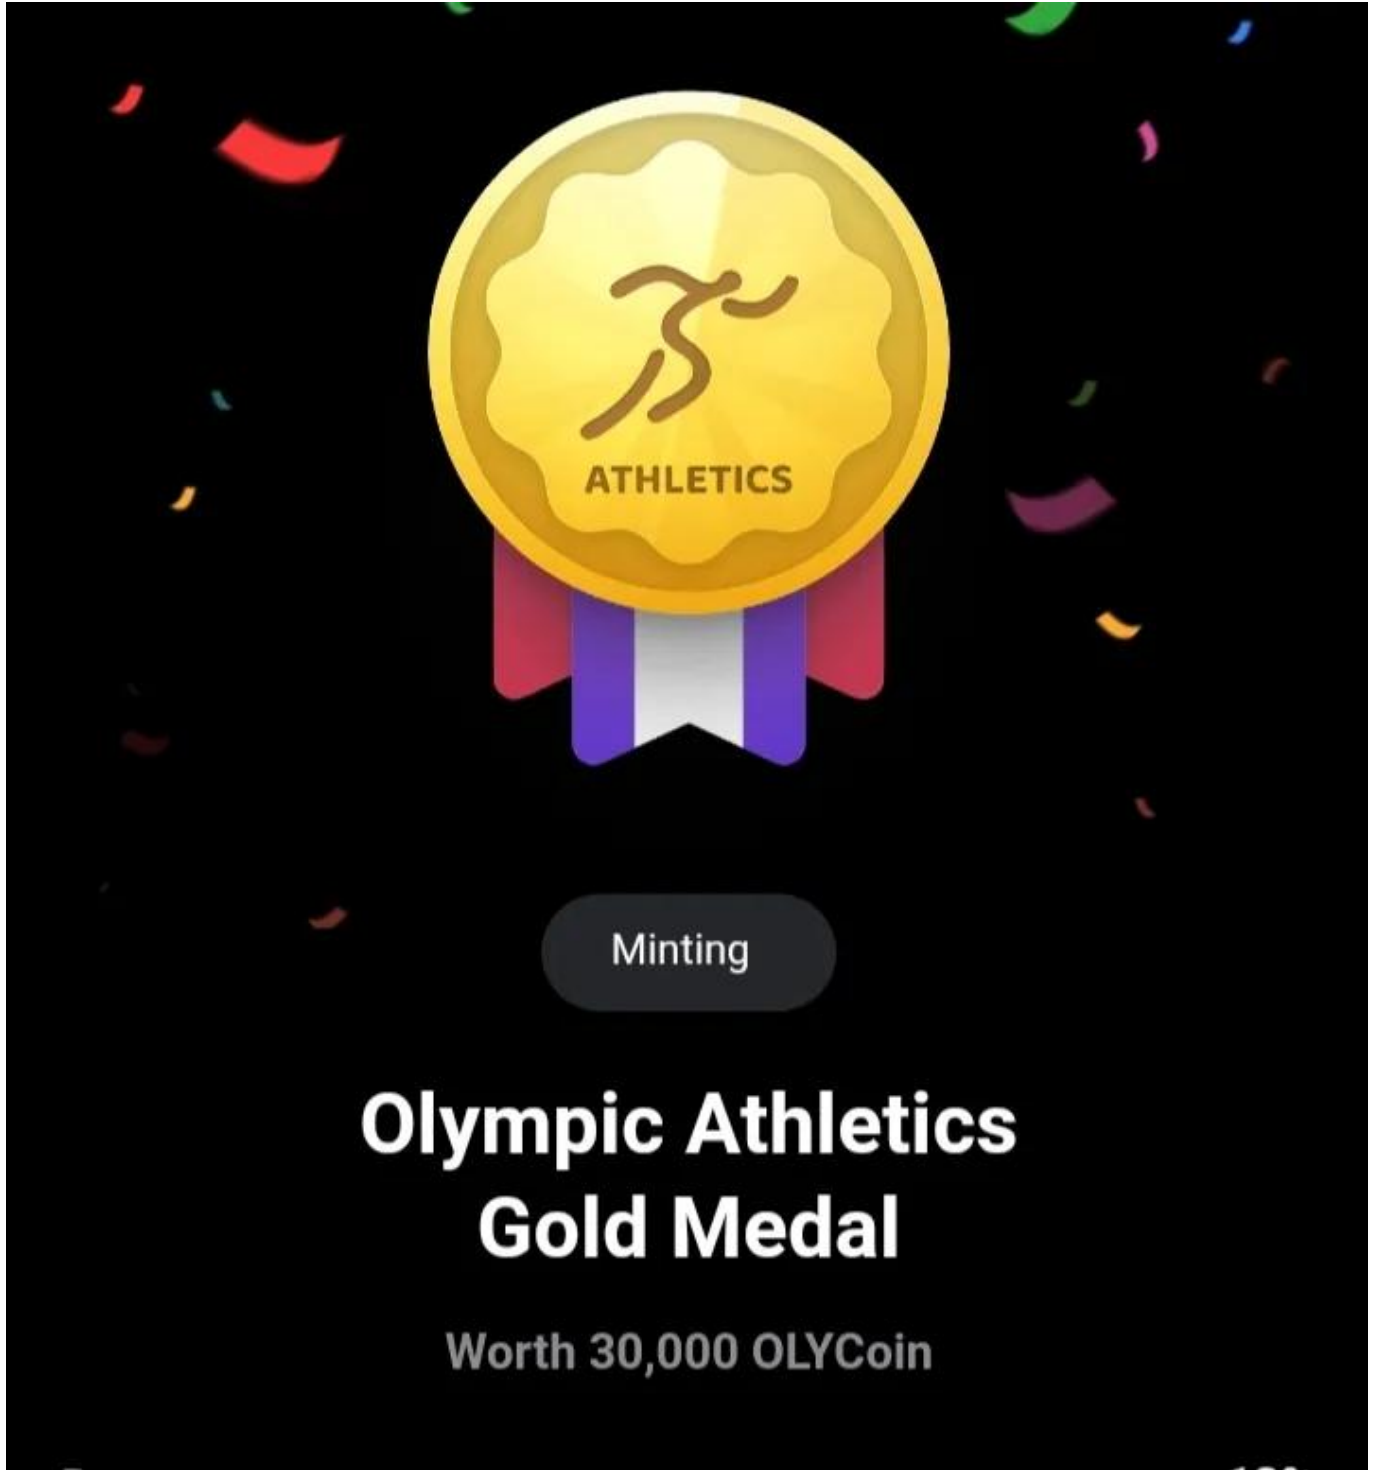 ATHLETICS
Minting
Olympic Athletics
Gold Medal
Worth 30,000 OLYCoin